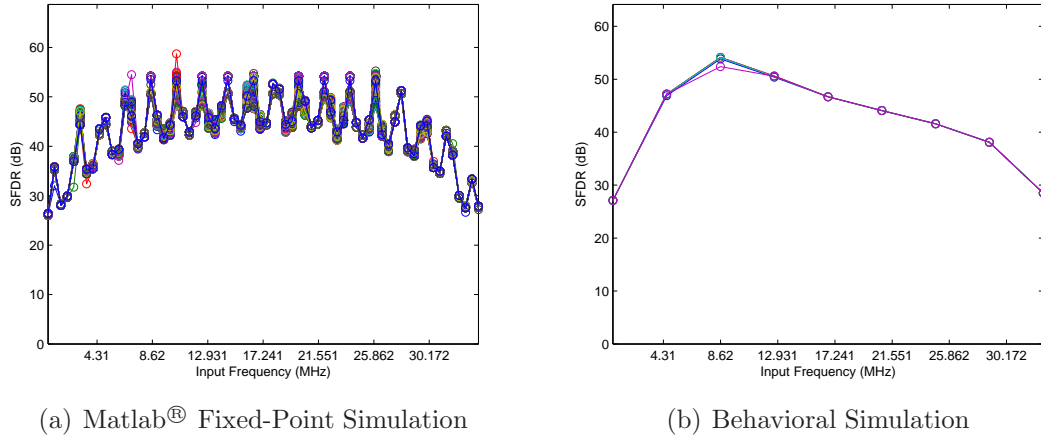 60
50
40
30
20
10
0
SFDR (dB)
4.31 8.62 12.931 17.241 21.551 25.862 30.172
Input Frequency (MHz)
(a) Matlab® Fixed-Point Simulation
60
50
40
30
20
10
0
SFDR (dB)
4.31 8.62 12.931 17.241 21.551 25.862 30.172
Input Frequency (MHz)
(b) Behavioral Simulation